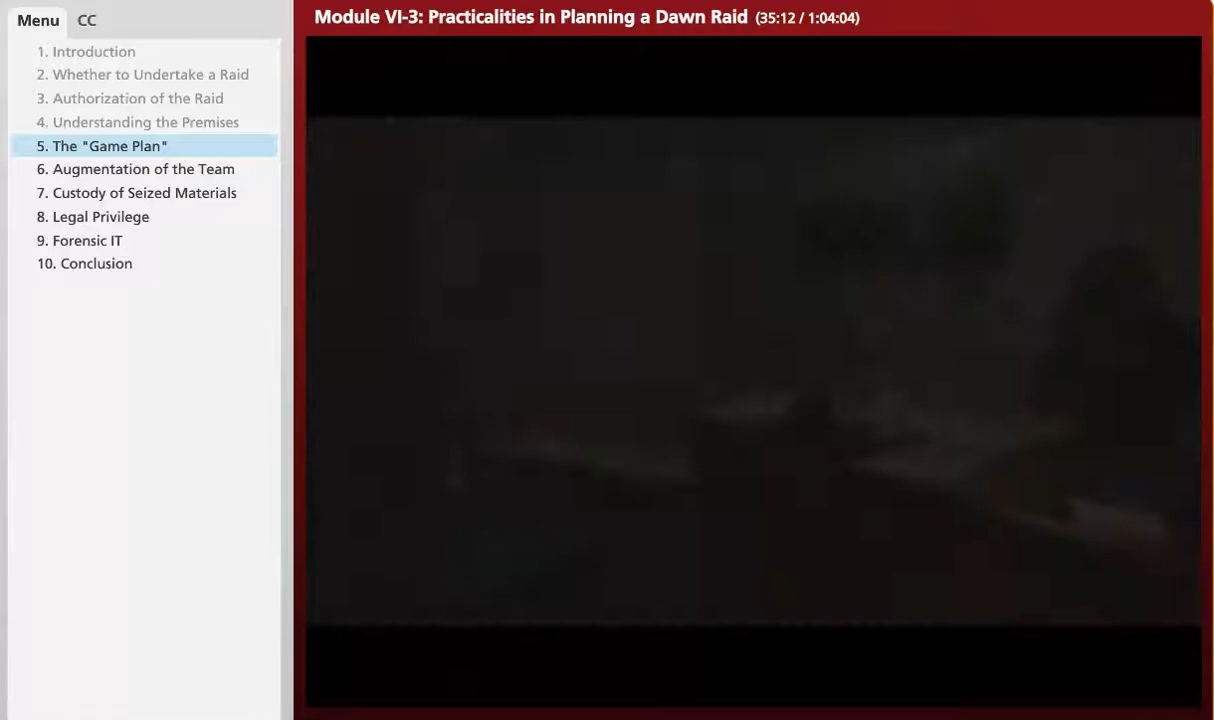 Menu
CC
Module VI-3: Practicalities in Planning a Dawn Raid (35:12 / 1:04:04)
1. Introduction
2. Whether to Undertake a Raid
3. Authorization of the Raid
4. Understanding the Premises
5. The "Game Plan"
6. Augmentation of the Team
7. Custody of Seized Materials
8. Legal Privilege
9. Forensic IT
10. Conclusion